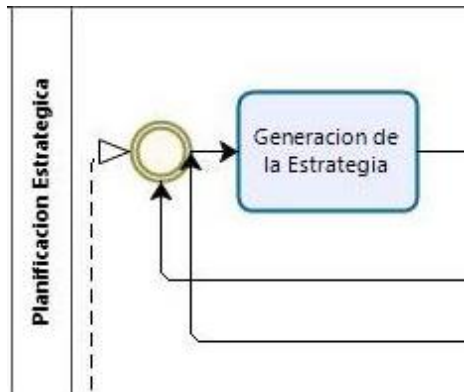 Planificacion Estrategica
Generacion de
la Estrategia